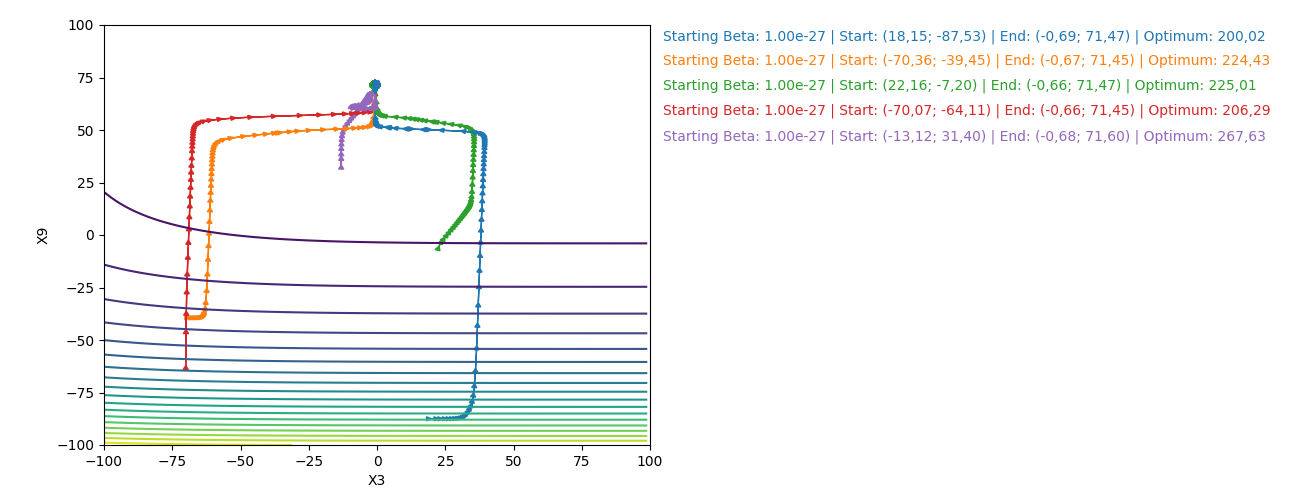 Starting Beta: 1.00e-27 | Start: (18,15; -87,53) | End: (-0,69; 71,47) | Optimum: 200,02
Starting Beta: 1.00e-27 | Start: (-70,36; -39,45) | End: (-0,67; 71,45) | Optimum: 224,43
Starting Beta: 1.00e-27 | Start: (22,16; -7,20) | End: (-0,66; 71,47) | Optimum: 225,01
Starting Beta: 1.00e-27 | Start: (-70,07; -64,11) | End: (-0,66; 71,45) | Optimum: 206,29
Starting Beta: 1.00e-27 | Start: (-13,12; 31,40) | End: (-0,68; 71,60) | Optimum: 267,63
100
75
50
25
0
−25
−50
−75
−100
X9
−100 −75 −50 −25 0 25 50 75 100
X3